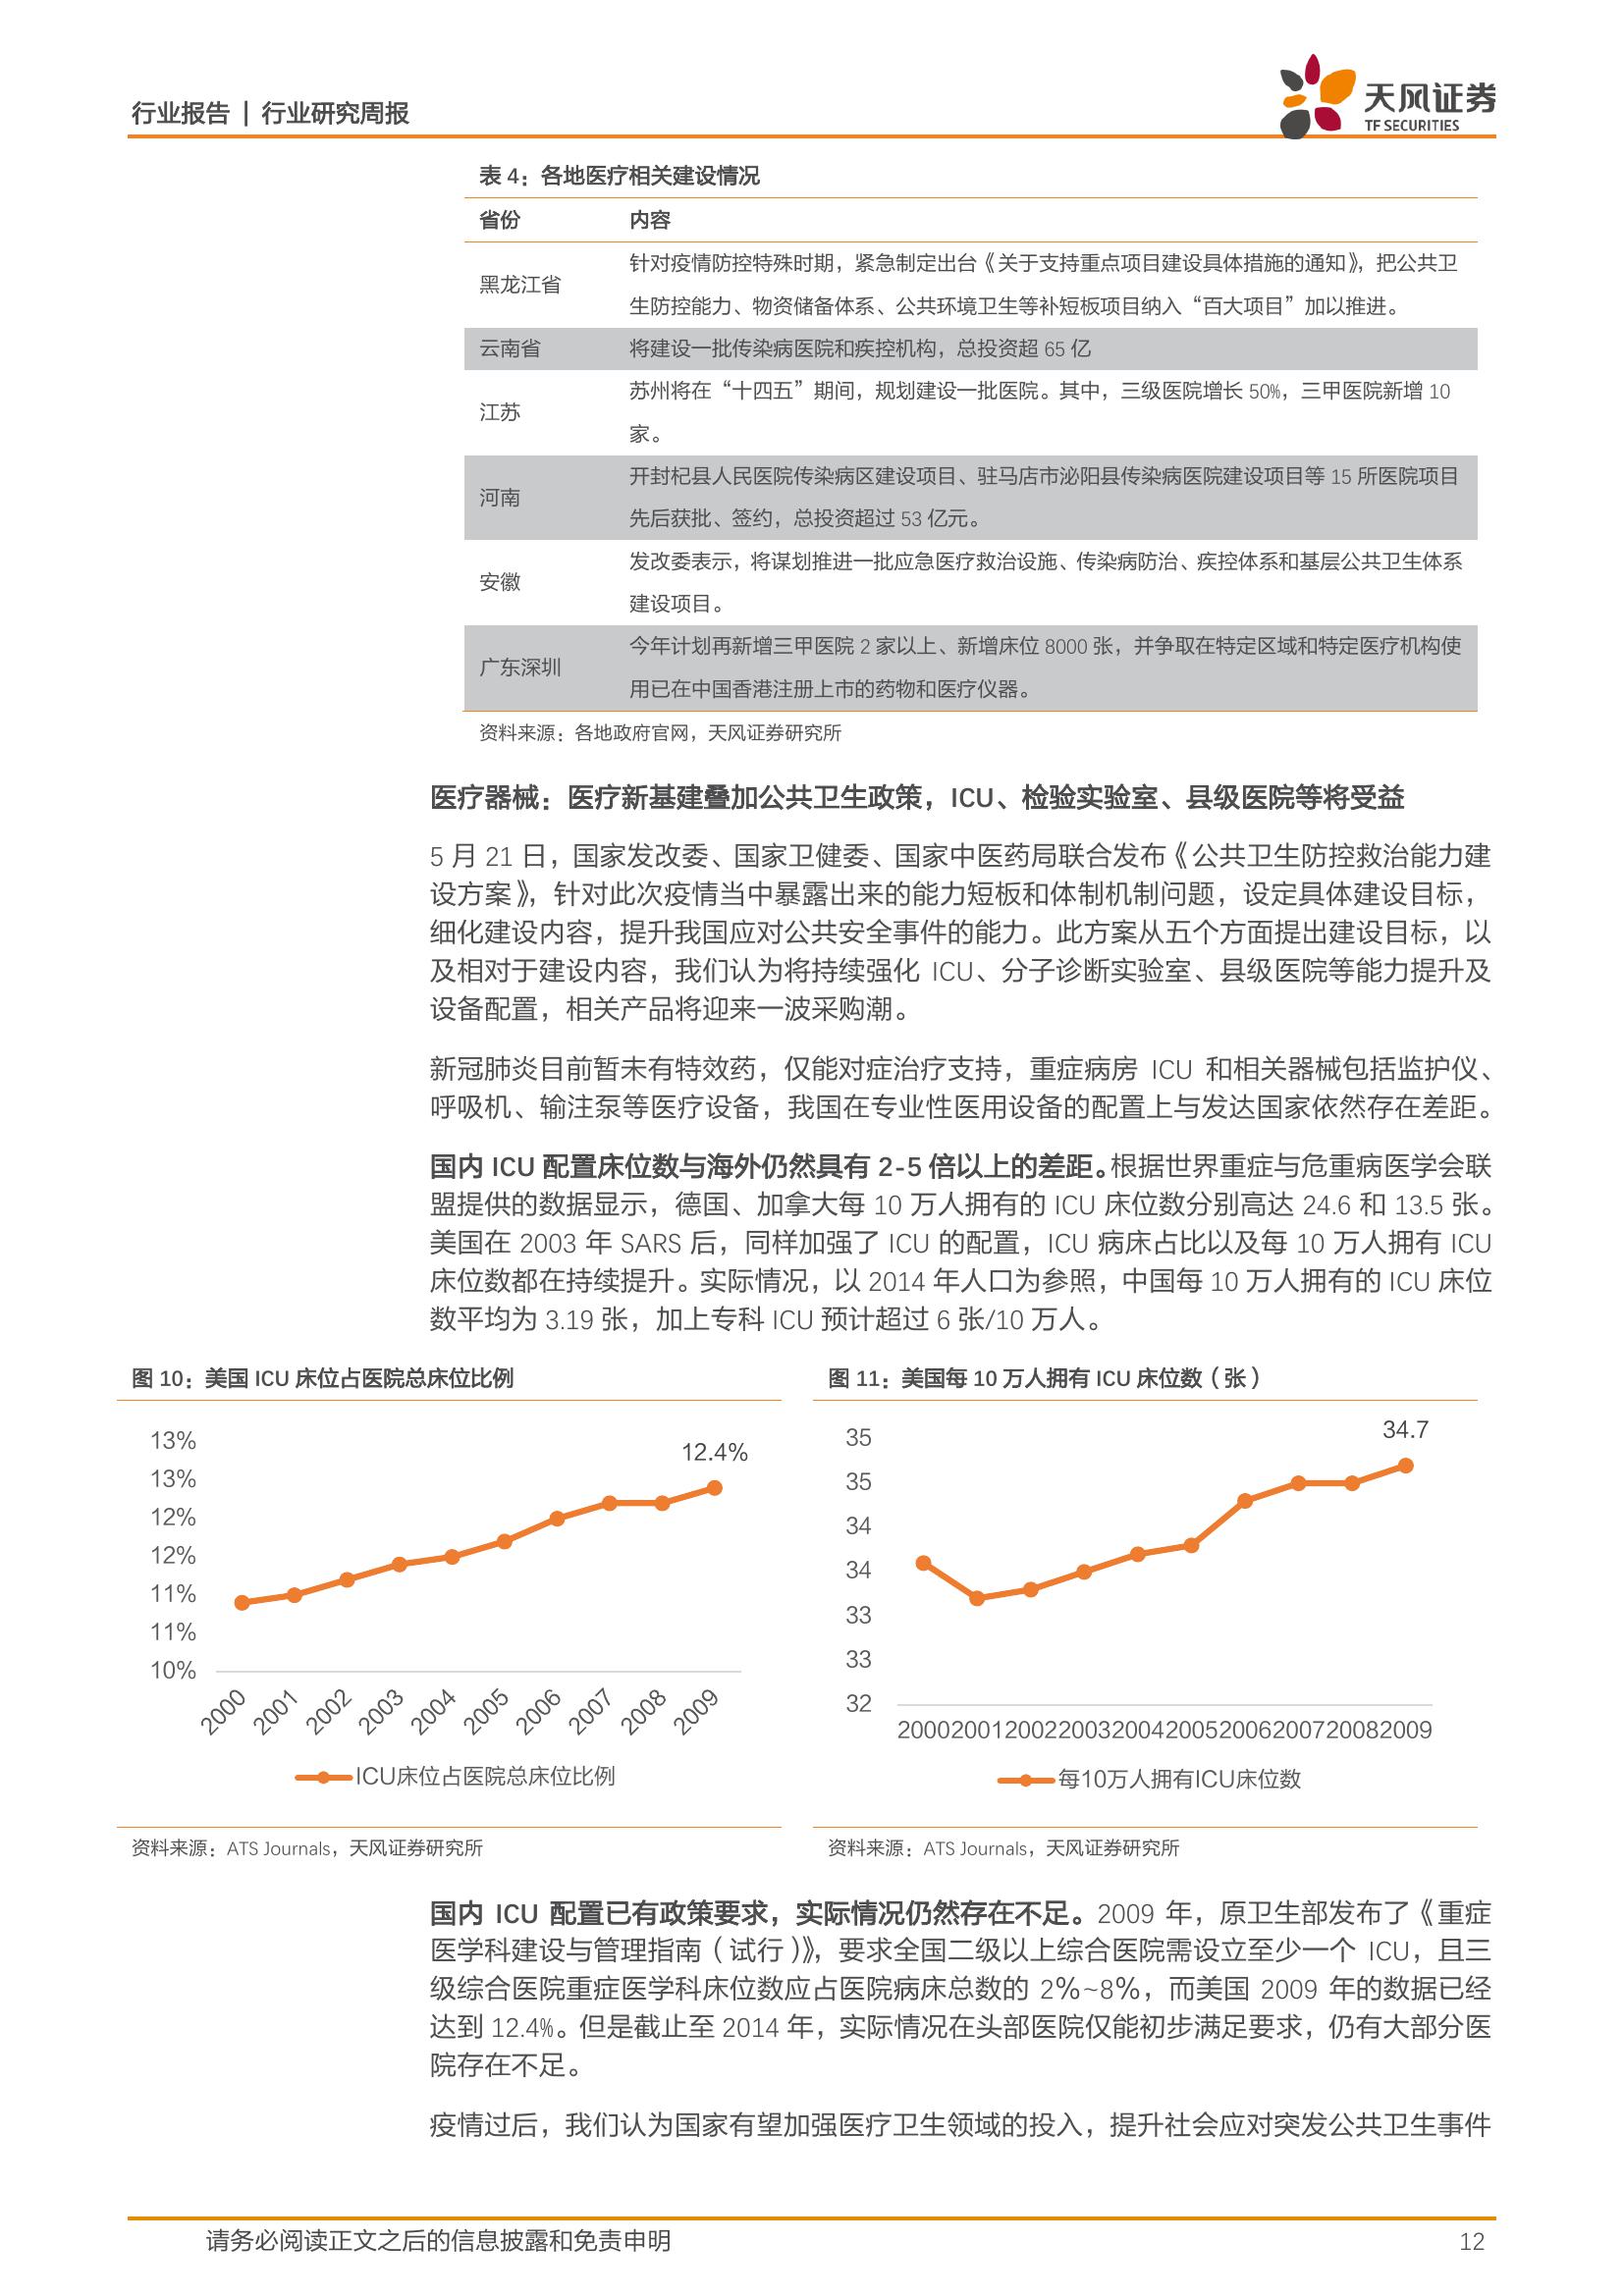 行业报告 | 行业研究周报
天风证券
TF SECURITIES
表 4：各地医疗相关建设情况
省份 内容
黑龙江省
针对疫情防控特殊时期，紧急制定出台《关于支持重点项目建设具体措施的通知》，把公共卫
生防控能力、物资储备体系、公共环境卫生等补短板项目纳入“百大项目”加以推进。
云南省 将建设一批传染病医院和疾控机构，总投资超 65 亿
江苏
苏州将在“十四五”期间，规划建设一批医院。其中，三级医院增长 50%，三甲医院新增 10
家。
河南
开封杞县人民医院传染病区建设项目、驻马店市泌阳县传染病医院建设项目等 15 所医院项目
先后获批、签约，总投资超过 53 亿元。
安徽
发改委表示，将谋划推进一批应急医疗救治设施、传染病防治、疾控体系和基层公共卫生体系
建设项目。
广东深圳
今年计划再新增三甲医院 2 家以上、新增床位 8000 张，并争取在特定区域和特定医疗机构使
用已在中国香港注册上市的药物和医疗仪器。
资料来源：各地政府官网，天风证券研究所
医疗器械：医疗新基建叠加公共卫生政策，ICU、检验实验室、县级医院等将受益
5 月 21 日，国家发改委、国家卫健委、国家中医药局联合发布《公共卫生防控救治能力建
设方案》，针对此次疫情当中暴露出来的能力短板和体制机制问题，设定具体建设目标，
细化建设内容，提升我国应对公共安全事件的能力。此方案从五个方面提出建设目标，以
及相对于建设内容，我们认为将持续强化 ICU、分子诊断实验室、县级医院等能力提升及
设备配置，相关产品将迎来一波采购潮。
新冠肺炎目前暂未有特效药，仅能对症治疗支持，重症病房 ICU 和相关器械包括监护仪、
呼吸机、输注泵等医疗设备，我国在专业性医用设备的配置上与发达国家依然存在差距。
国内 ICU 配置床位数与海外仍然具有 2-5 倍以上的差距。根据世界重症与危重病医学会联
盟提供的数据显示，德国、加拿大每 10 万人拥有的 ICU 床位数分别高达 24.6 和 13.5 张。
美国在 2003 年 SARS 后，同样加强了 ICU 的配置，ICU 病床占比以及每 10 万人拥有 ICU
床位数都在持续提升。实际情况，以 2014 年人口为参照，中国每 10 万人拥有的 ICU 床位
数平均为 3.19 张，加上专科 ICU 预计超过 6 张/10 万人。
图 10：美国 ICU 床位占医院总床位比例
13%
13%
12%
12%
11%
11%
10%
12.4%
2000 2001 2002 2003 2004 2005 2006 2007 2008 2009
ICU床位占医院总床位比例
资料来源：ATS Journals，天风证券研究所
图 11：美国每 10 万人拥有 ICU 床位数（张）
35
35
34
34
33
33
32
34.7
2000 2001 2002 2003 2004 2005 2006 2007 2008 2009
每10万人拥有ICU床位数
资料来源：ATS Journals，天风证券研究所
国内 ICU 配置已有政策要求，实际情况仍然存在不足。2009 年，原卫生部发布了《重症
医学科建设与管理指南（试行）》，要求全国二级以上综合医院需设立至少一个 ICU，且三
级综合医院重症医学科床位数应占医院病床总数的 2%~8%，而美国 2009 年的数据已经
达到 12.4%。但是截止至 2014 年，实际情况在头部医院仅能初步满足要求，仍有大部分医
院存在不足。
疫情过后，我们认为国家有望加强医疗卫生领域的投入，提升社会应对突发公共卫生事件
请务必阅读正文之后的信息披露和免责申明 12